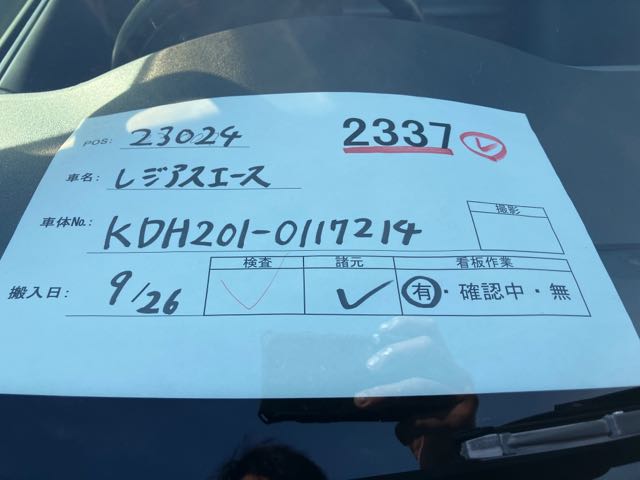 POS: 23024 2337
車名: レジアスエース
車体No.: KDH201-0117214
撮影
搬入日: 9/26
検査 諸元 看板作業
有・確認中・無